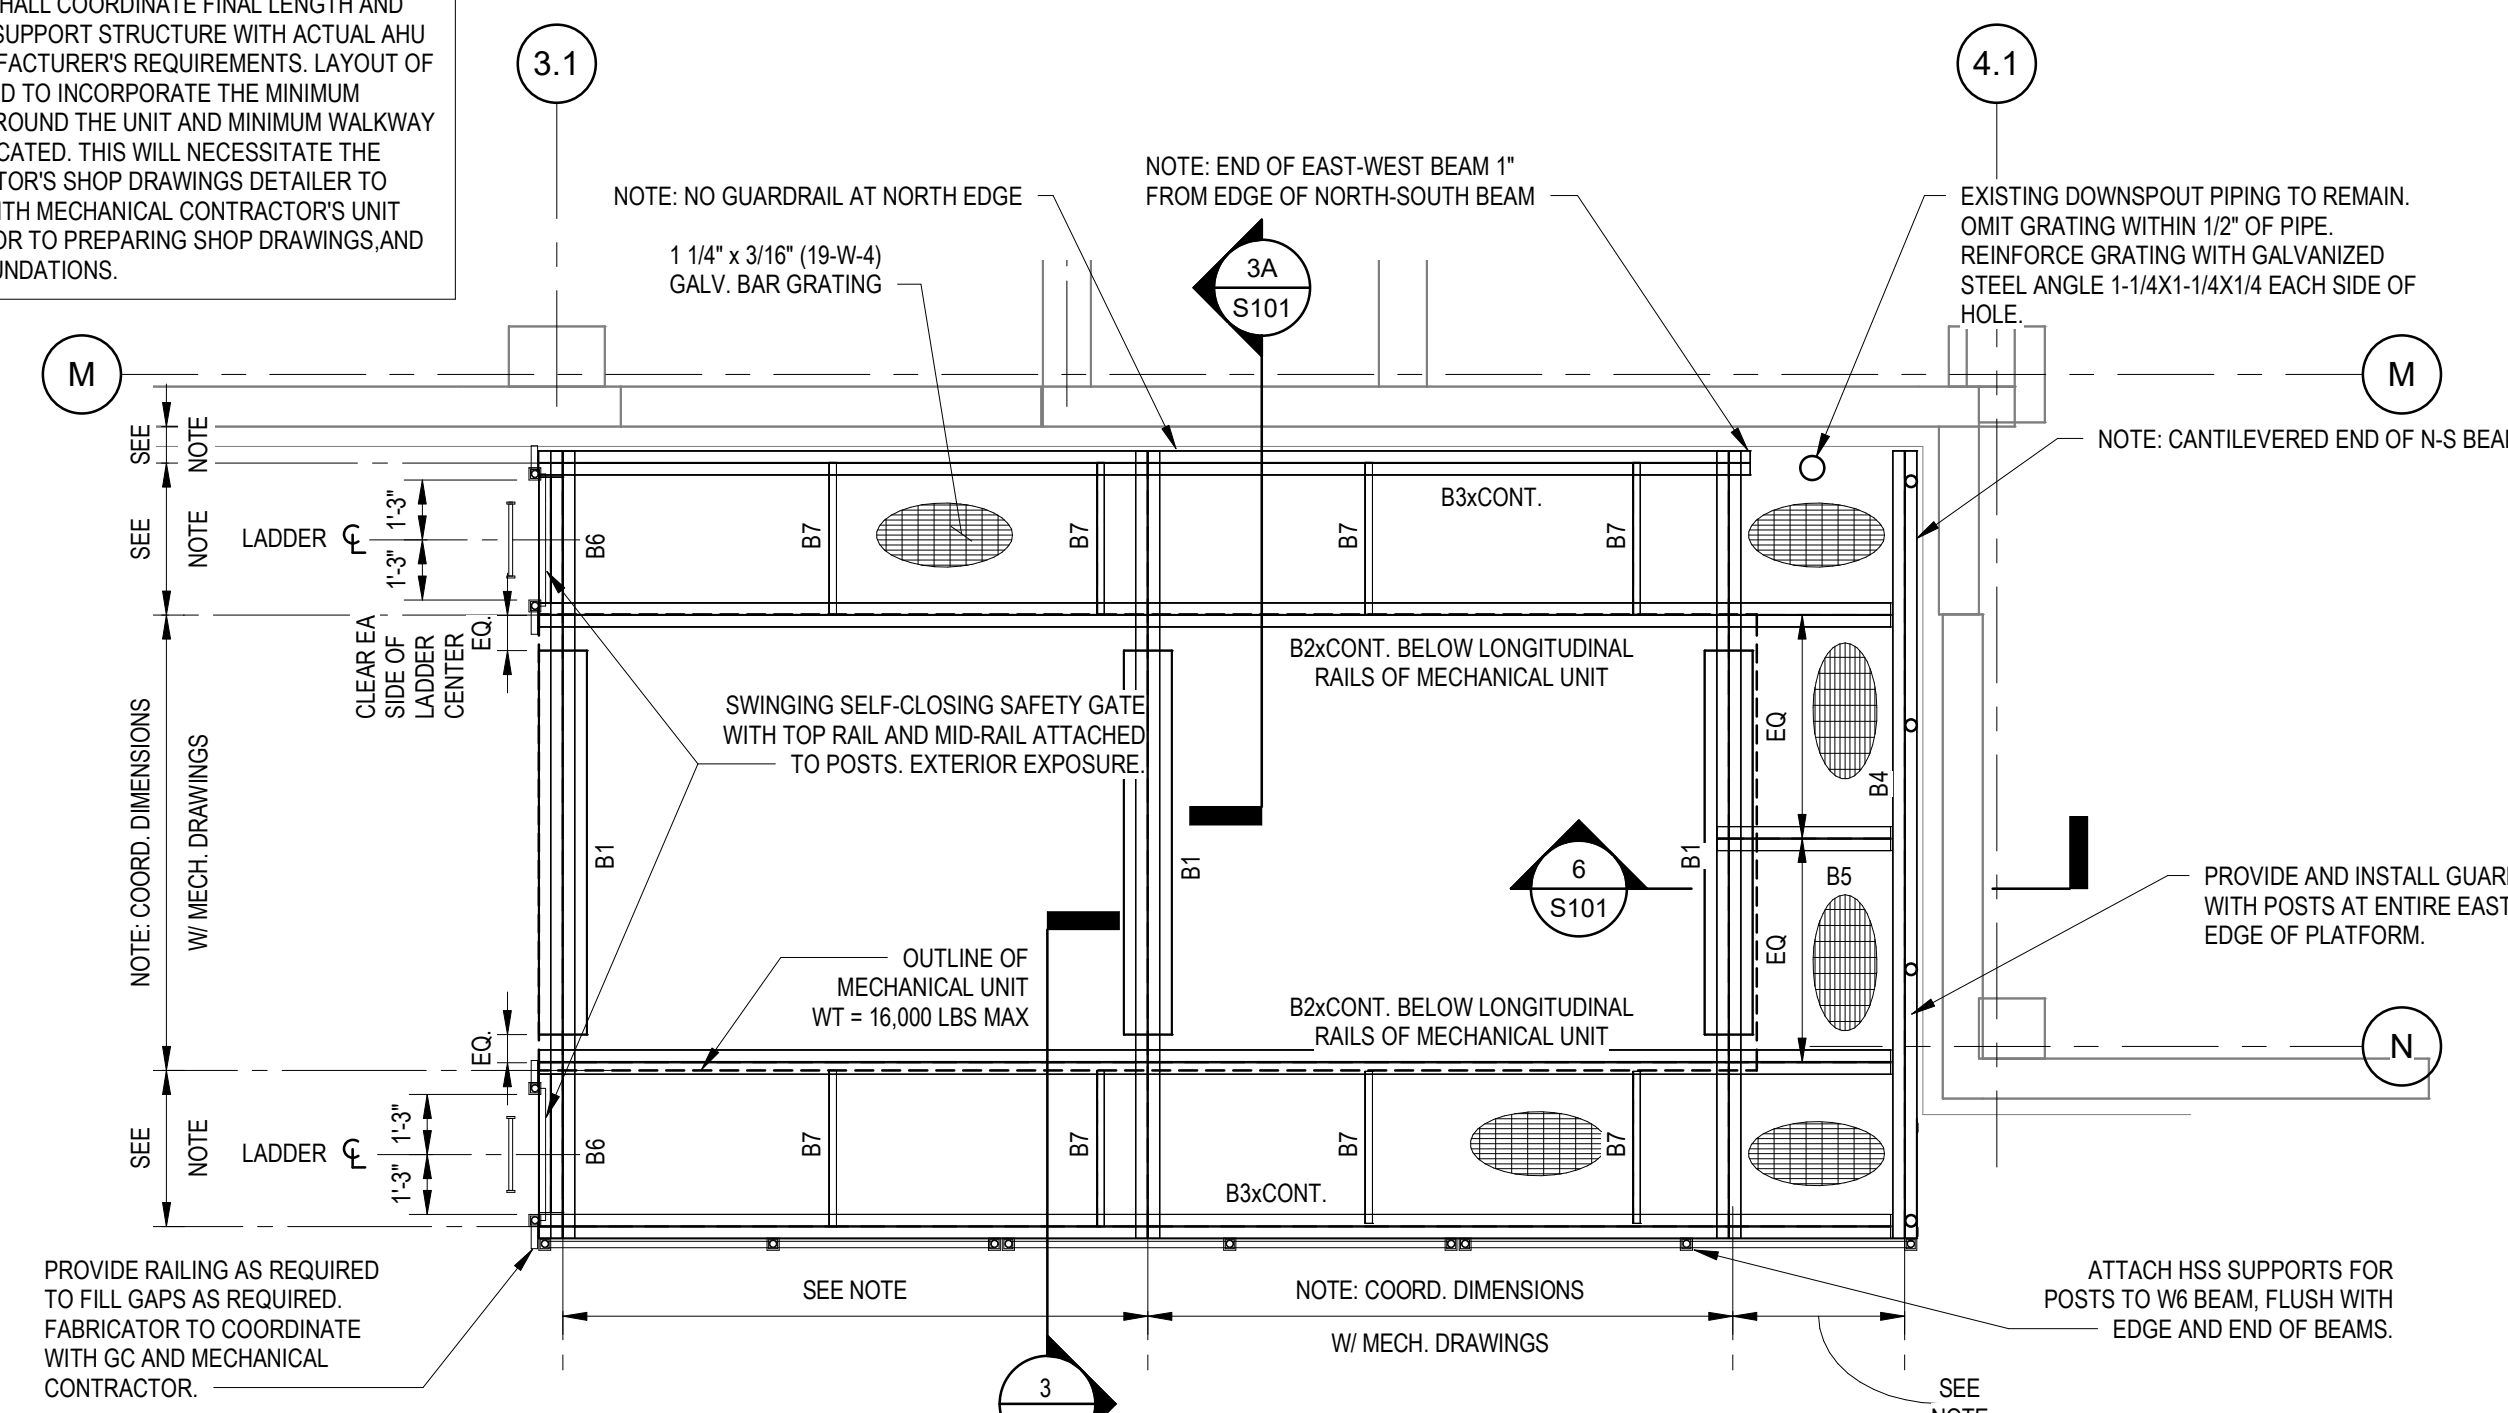 HALL COORDINATE FINAL LENGTH AND
SUPPORT STRUCTURE WITH ACTUAL AHU
FACTURER'S REQUIREMENTS. LAYOUT OF
D TO INCORPORATE THE MINIMUM
ROUND THE UNIT AND MINIMUM WALKWAY
CATED. THIS WILL NECESSITATE THE
TOR'S SHOP DRAWINGS DETAILER TO
ITH MECHANICAL CONTRACTOR'S UNIT
OR TO PREPARING SHOP DRAWINGS,AND
UNDATIONS.
3.1
4.1
NOTE: NO GUARDRAIL AT NORTH EDGE
NOTE: END OF EAST-WEST BEAM 1"
FROM EDGE OF NORTH-SOUTH BEAM
EXISTING DOWNSPOUT PIPING TO REMAIN.
OMIT GRATING WITHIN 1/2" OF PIPE.
REINFORCE GRATING WITH GALVANIZED
STEEL ANGLE 1-1/4X1-1/4X1/4 EACH SIDE OF
HOLE.
1 1/4" x 3/16" (19-W-4)
GALV. BAR GRATING
3A
S101
M
M
SEE
NOTE
NOTE: CANTILEVERED END OF N-S BEA
SEE
NOTE
LADDER
1'-3"
1'-3"
B6
B7
B7
B7
B7
B3xCONT.
CLEAR EA
SIDE OF
LADDER
CENTER
EQ.
B2xCONT. BELOW LONGITUDINAL
RAILS OF MECHANICAL UNIT
SWINGING SELF-CLOSING SAFETY GATE
WITH TOP RAIL AND MID-RAIL ATTACHED
TO POSTS. EXTERIOR EXPOSURE.
NOTE: COORD. DIMENSIONS
W/ MECH. DRAWINGS
EQ
B4
B1
B1
B1
6
S101
B5
EQ
PROVIDE AND INSTALL GUAR
WITH POSTS AT ENTIRE EAST
EDGE OF PLATFORM.
OUTLINE OF
MECHANICAL UNIT
WT = 16,000 LBS MAX
B2xCONT. BELOW LONGITUDINAL
RAILS OF MECHANICAL UNIT
EQ.
N
SEE
NOTE
LADDER
1'-3"
1'-3"
B6
B7
B7
B7
B7
B3xCONT.
PROVIDE RAILING AS REQUIRED
TO FILL GAPS AS REQUIRED.
FABRICATOR TO COORDINATE
WITH GC AND MECHANICAL
CONTRACTOR.
SEE NOTE
NOTE: COORD. DIMENSIONS
W/ MECH. DRAWINGS
ATTACH HSS SUPPORTS FOR
POSTS TO W6 BEAM, FLUSH WITH
EDGE AND END OF BEAMS.
3
SEE
NOTE